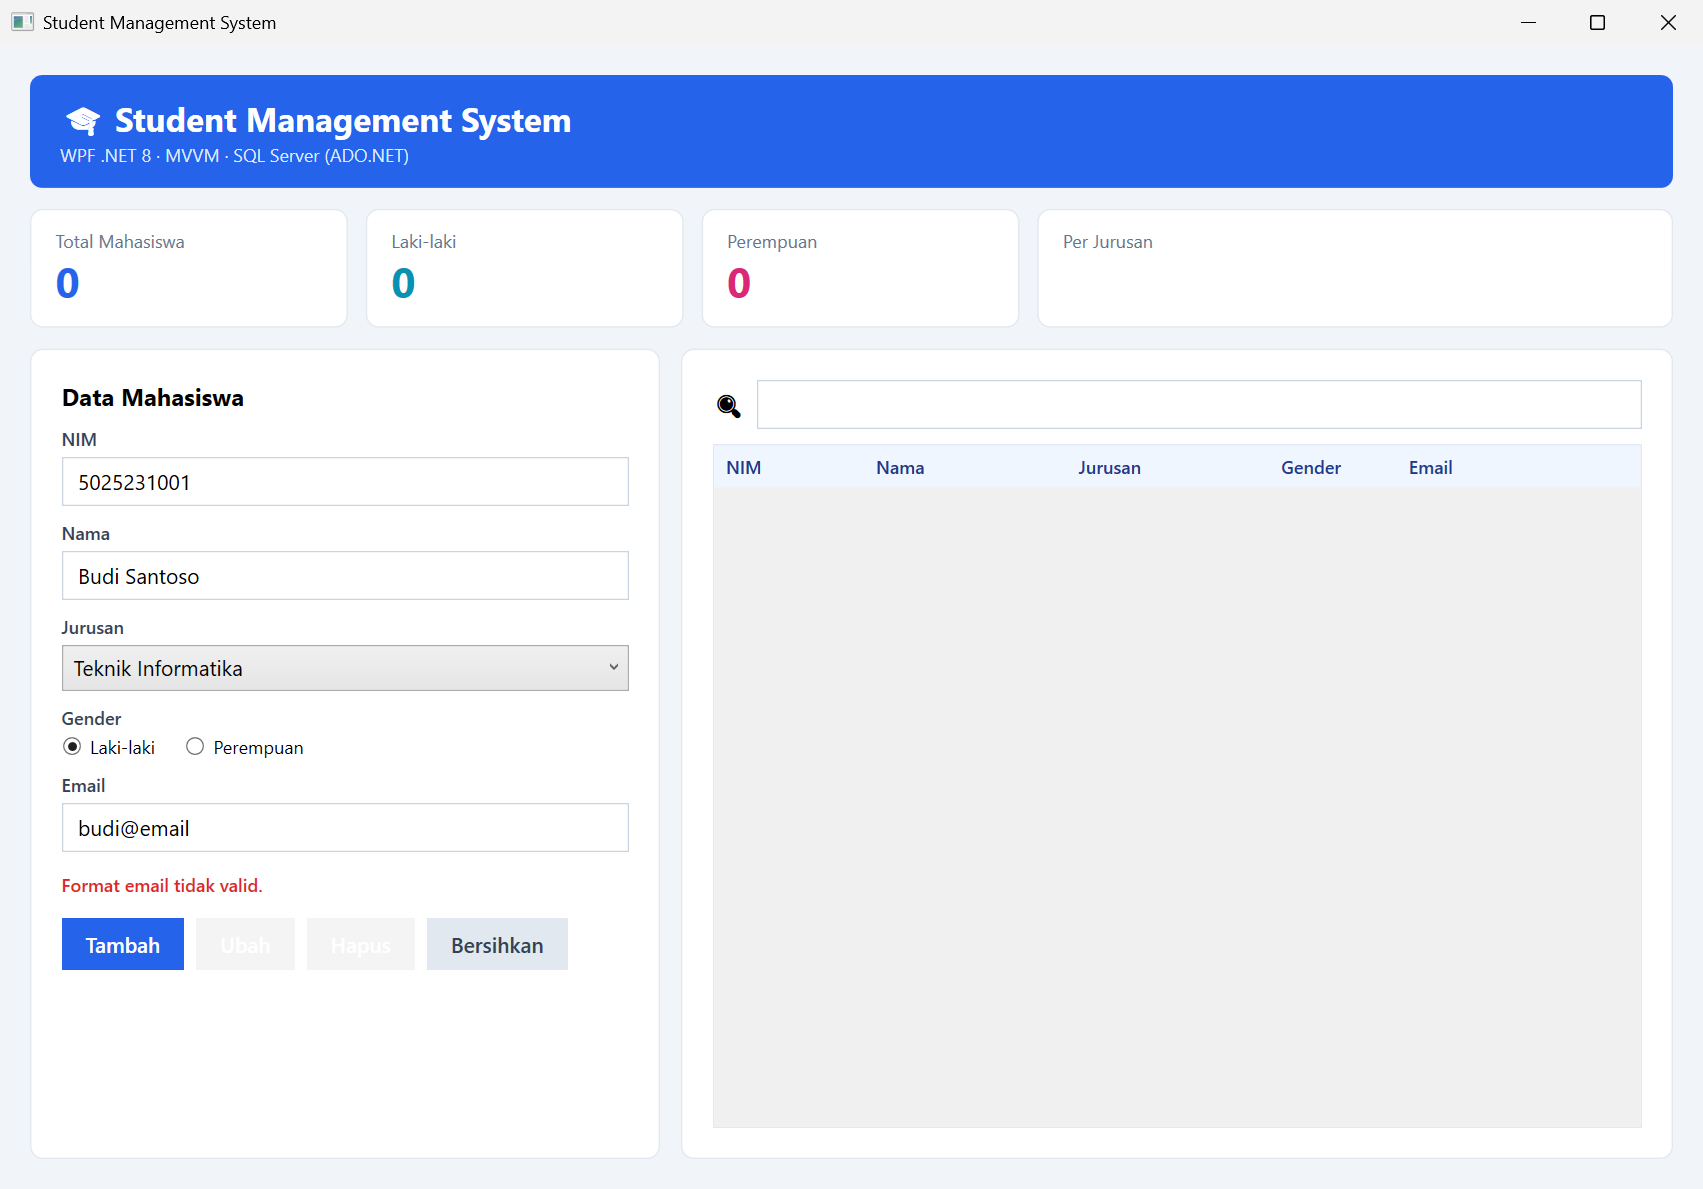 Student Management System
Student Management System
WPF .NET 8 · MVVM · SQL Server (ADO.NET)
Total Mahasiswa
0
Laki-laki
0
Perempuan
0
Per Jurusan
Data Mahasiswa
NIM
5025231001
Nama
Budi Santoso
Jurusan
Teknik Informatika
Gender
Laki-laki Perempuan
Email
budi@email
Format email tidak valid.
Tambah Ubah Hapus Bersihkan
NIM Nama Jurusan Gender Email